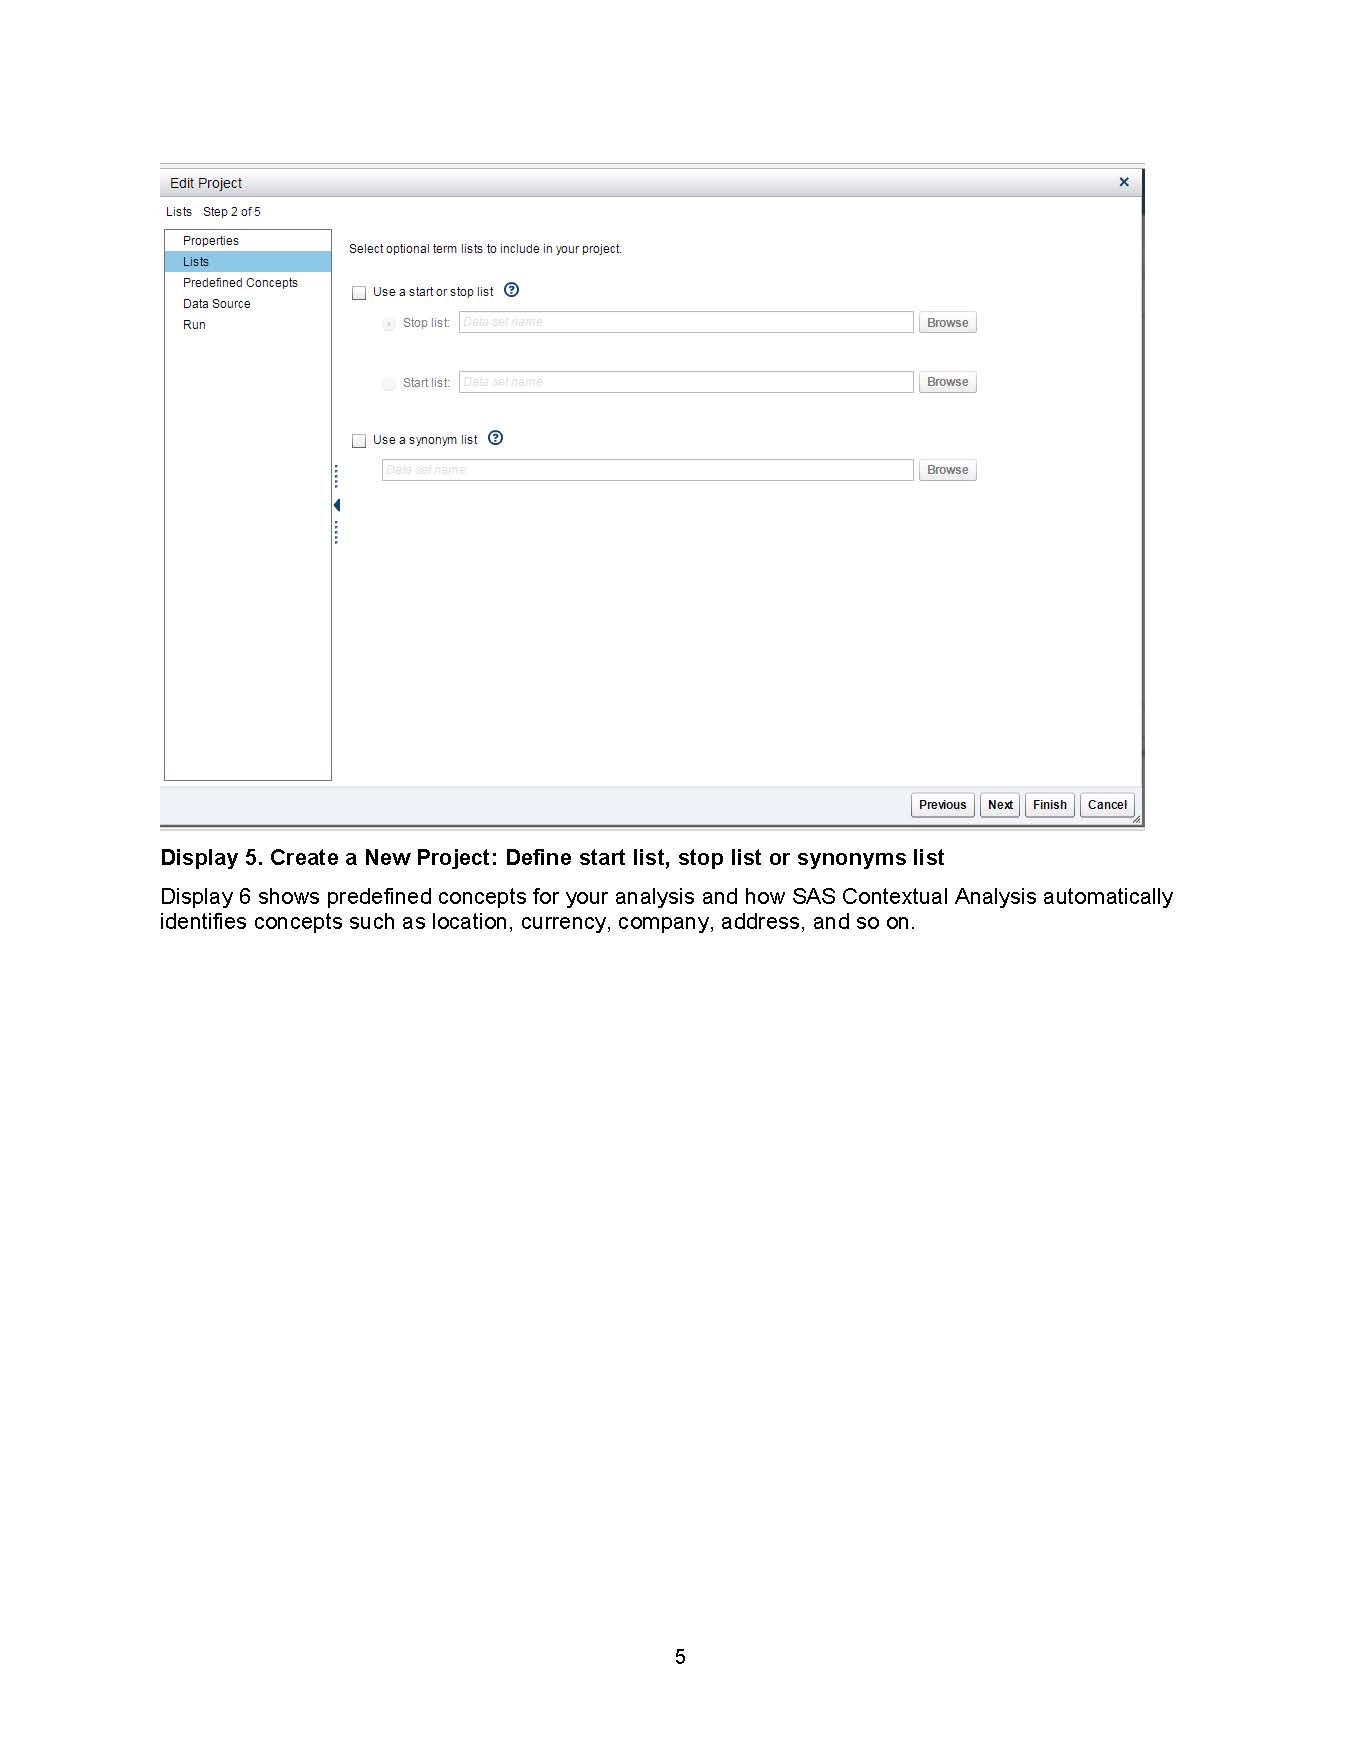 Edit Project
Lists Step 2 of 5
Properties
Lists
Predefined Concepts
Data Source
Run
Select optional term lists to include in your project.
Use a start or stop list ?
Stop list: Data set name Browse
Start list: Data set name Browse
Use a synonym list ?
Data set name Browse
Previous Next Finish Cancel
Display 5. Create a New Project: Define start list, stop list or synonyms list
Display 6 shows predefined concepts for your analysis and how SAS Contextual Analysis automatically
identifies concepts such as location, currency, company, address, and so on.
5